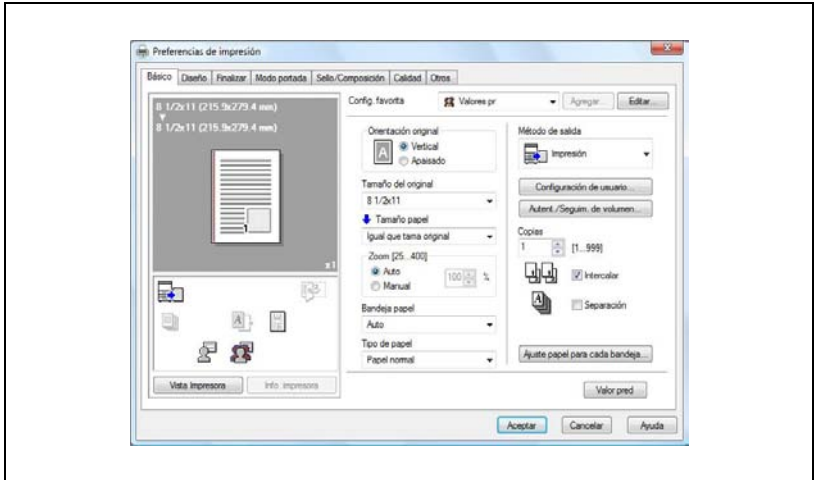 Preferencias de impresión
Básico Diseño Finalizar Modo portada Sello/Composición Calidad Otros
8 1/2x11 (215.9x279.4 mm)
8 1/2x11 (215.9x279.4 mm)
1
x1
Vista Impresora Info. impresora
Config. favorita Valores pr Agregar... Editar...
Orientación original
A
Vertical
Apaisado
Tamaño del original
8 1/2x11
Tamaño papel
Igual que tama original
Zoom [25...400]
Auto
Manual
100 %
Bandeja papel
Auto
Tipo de papel
Papel normal
Método de salida
Impresión
Configuración de usuario...
Autent./Seguim. de volumen...
Copias
1 [1...999]
Intercalar
Separación
Ajuste papel para cada bandeja...
Valor pred
Aceptar Cancelar Ayuda